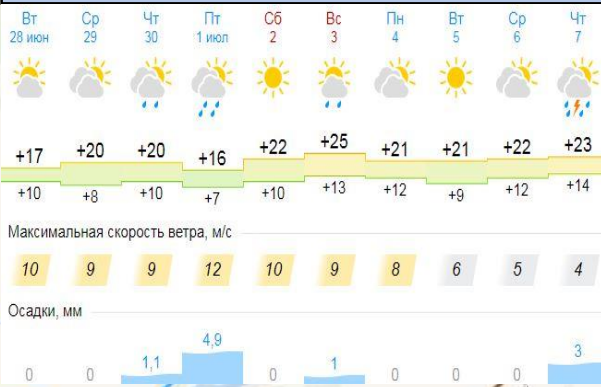 Вт Ср Чт Пт Сб Вс Пн Вт Ср Чт
28 июн 29 30 1 июл 2 3 4 5 6 7
+17 +20 +20 +16 +22 +25 +21 +21 +22 +23
+10 +8 +10 +7 +10 +13 +12 +9 +12 +14
Максимальная скорость ветра, м/с
10 9 9 12 10 9 8 6 5 4
Осадки, мм
0 0 1,1 4,9 0 1 0 0 0 3